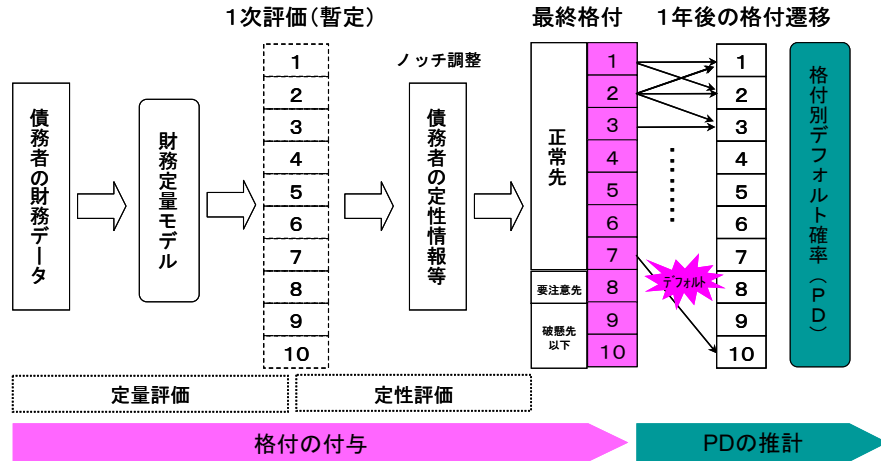 1次評価(暫定)
最終格付
1年後の格付遷移
債務者の財務データ
財務定量モデル
1
2
3
4
5
6
7
8
9
10
ノッチ調整
債務者の定性情報等
正常先
要注意先
破懸先
以下
1
2
3
4
5
6
7
8
9
10
デフォルト
1
2
3
4
5
6
7
8
9
10
格付別デフォルト確率(PD)
定量評価
定性評価
格付の付与
PDの推計